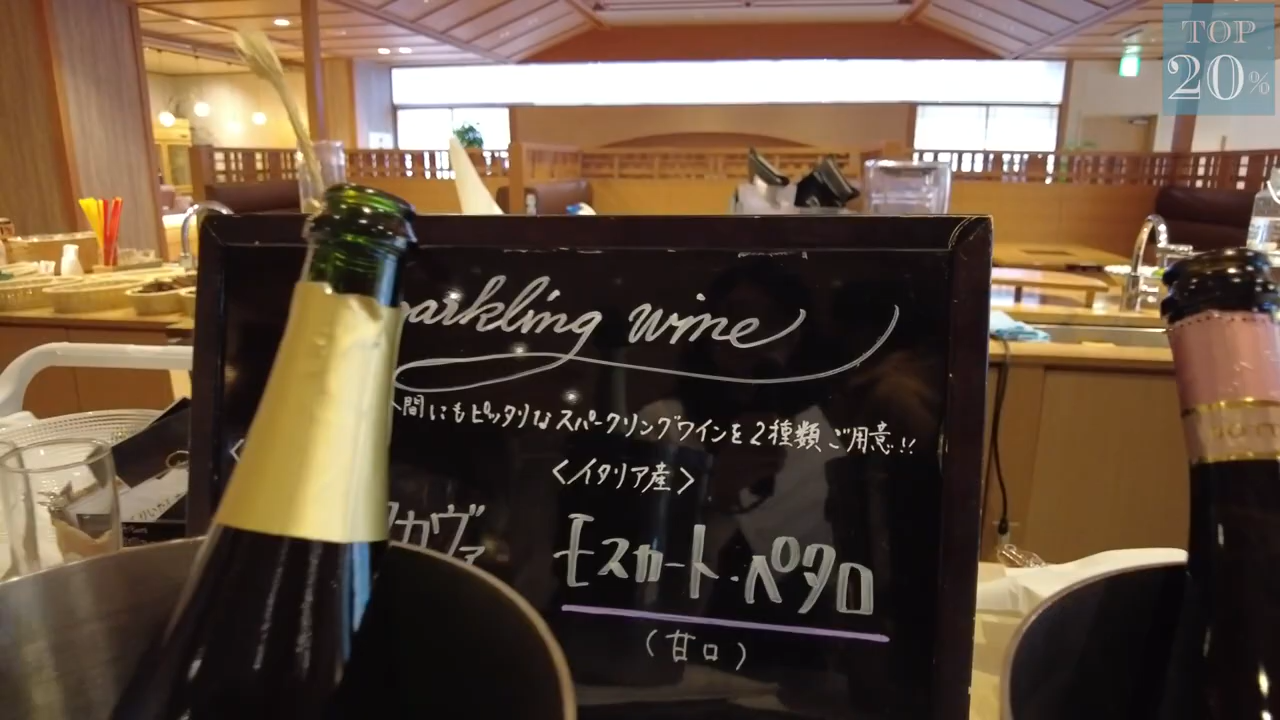 TOP
20%
parkling wine
間にもピッタリなスパークリングワインを2種類ご用意!!
<イタリア産>
カヴァ
モスカート・ペタロ
(甘口)